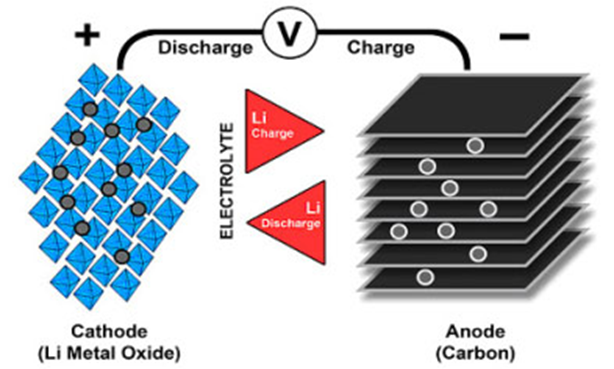 +
V
−
Discharge
Charge
ELECTROLYTE
Li
Charge
Li
Discharge
Cathode
(Li Metal Oxide)
Anode
(Carbon)